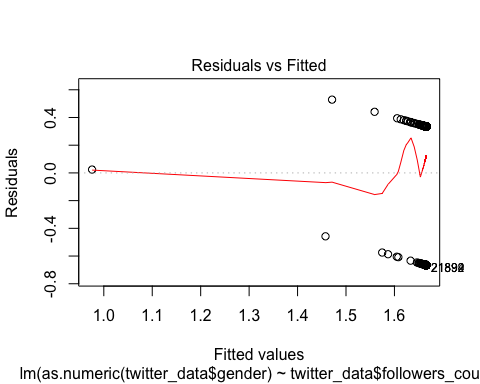 Residuals vs Fitted
Residuals
0.4
0.0
-0.4
-0.8
1.0 1.1 1.2 1.3 1.4 1.5 1.6
Fitted values
lm(as.numeric(twitter_data$gender) ~ twitter_data$followers_cou